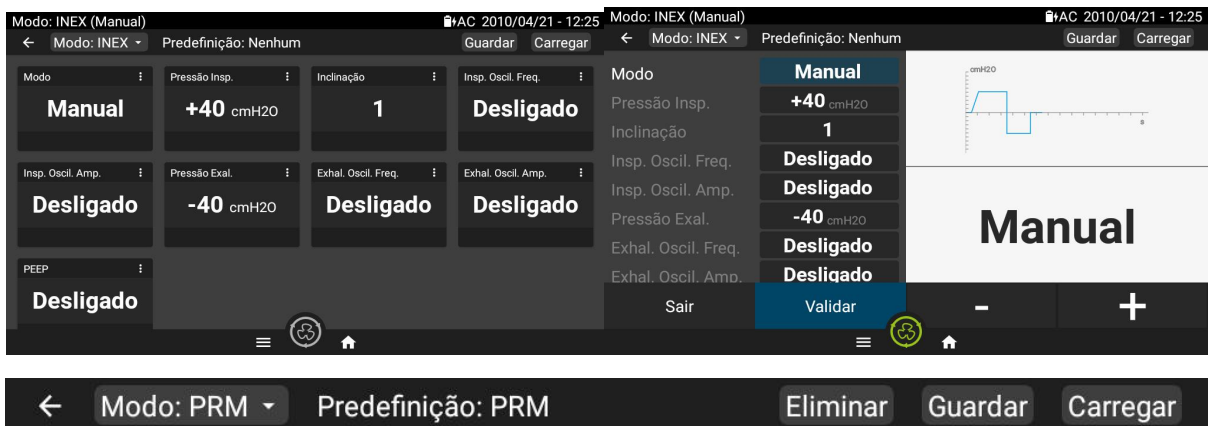 Modo: INEX (Manual) AC 2010/04/21 - 12:25
Modo: INEX Predefinição: Nenhum Guardar Carregar
Modo Pressão Insp. Inclinação Insp. Oscil. Freq.
Manual +40 cmH2O 1 Desligado
Insp. Oscil. Amp. Pressão Exal. Exhal. Oscil. Freq. Exhal. Oscil. Amp.
Desligado -40 cmH2O Desligado Desligado
PEEP
Desligado
Modo: INEX (Manual) AC 2010/04/21 - 12:25
Modo: INEX Predefinição: Nenhum Guardar Carregar
Modo Manual
Pressão Insp. +40 cmH2O
Inclinação 1
Insp. Oscil. Freq. Desligado
Insp. Oscil. Amp. Desligado
Pressão Exal. -40 cmH2O
Exhal. Oscil. Freq. Desligado
Exhal. Oscil. Amp. Desligado
cmH2O
s
Manual
Sair Validar - +
Modo: PRM Predefinição: PRM Eliminar Guardar Carregar